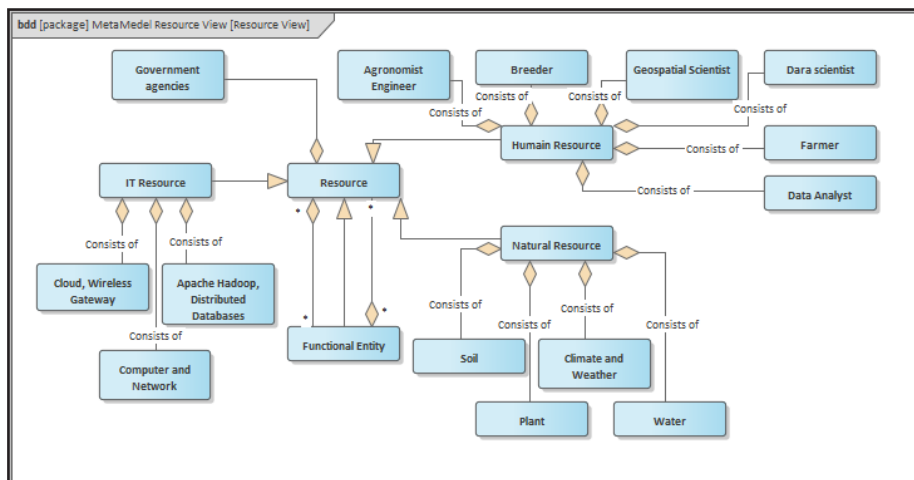 bdd [package] MetaMedel Resource View [Resource View]
Government
agencies
Agronomist
Engineer
Breeder
Geospatial Scientist
Dara scientist
Consists of
Consists of
Consists of
Consists of
Humain Resource
Consists of
Farmer
Consists of
Data Analyst
IT Resource
Resource
*
*
Natural Resource
Consists of
Consists of
Cloud, Wireless
Gateway
Apache Hadoop,
Distributed
Databases
Consists of
Consists of
Consists of
Consists of
*
*
Functional Entity
Consists of
Soil
Climate and
Weather
Computer and
Network
Plant
Water